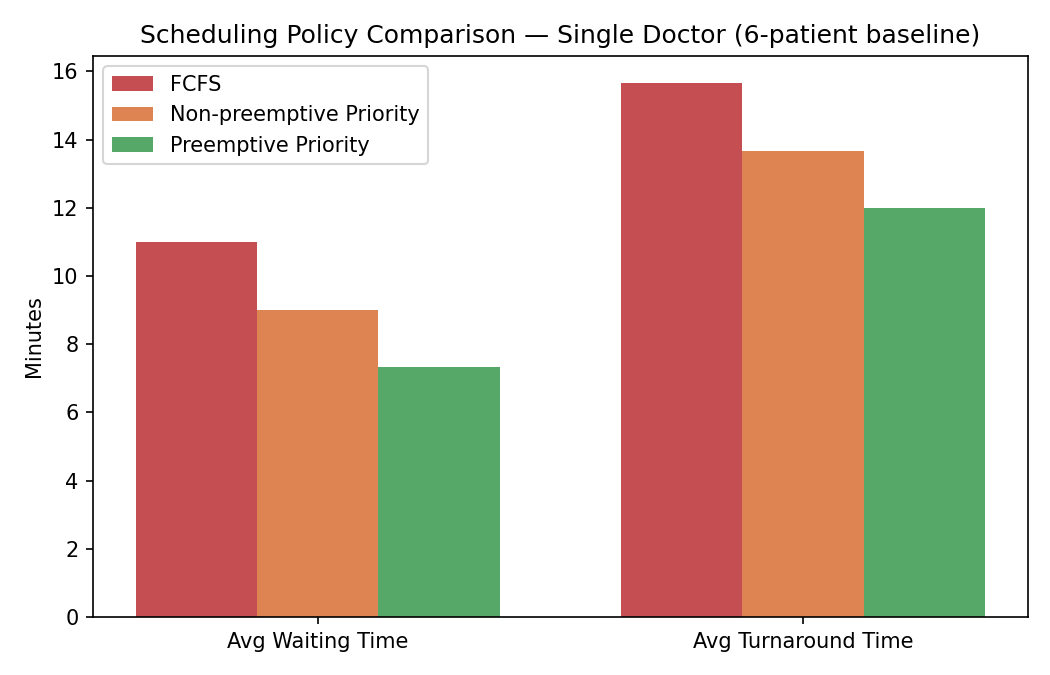 Scheduling Policy Comparison — Single Doctor (6-patient baseline)
FCFS
Non-preemptive Priority
Preemptive Priority
Minutes
16
14
12
10
8
6
4
2
0
Avg Waiting Time
Avg Turnaround Time